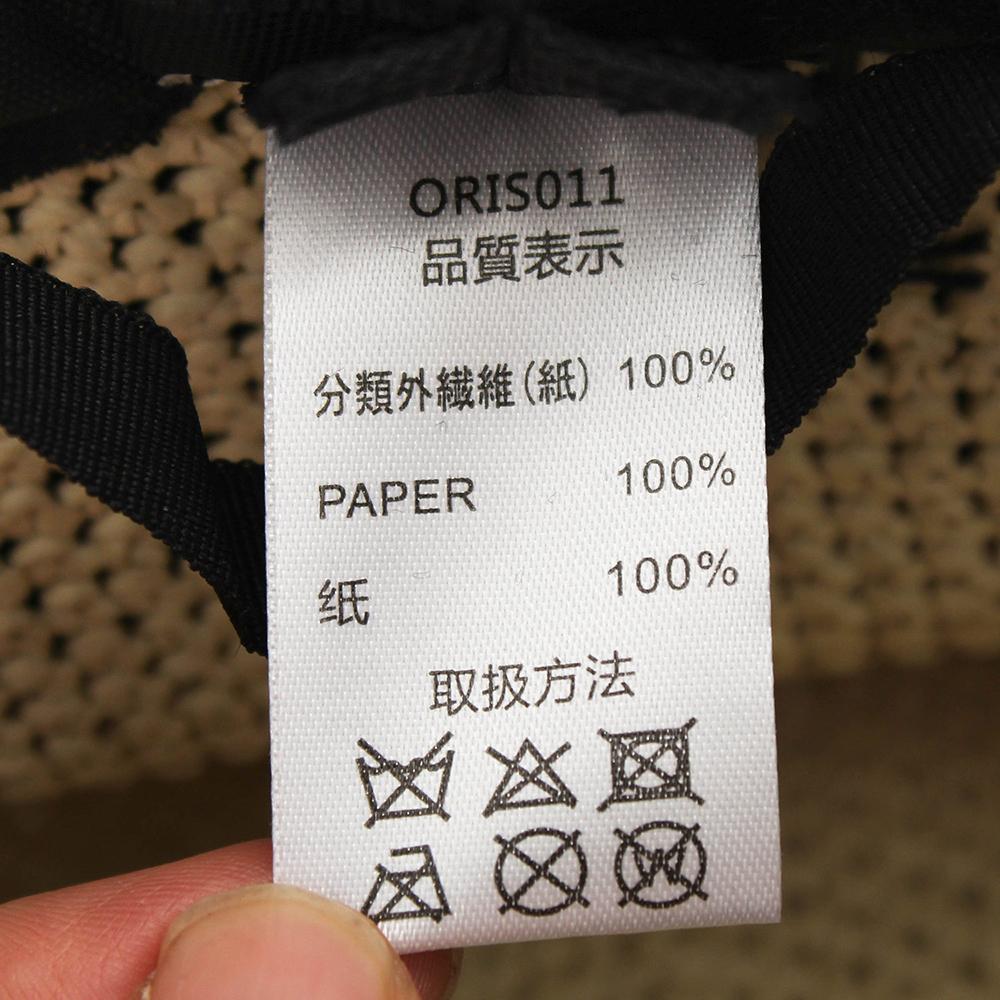 ORIS011
品質表示
分類外繊維(紙) 100%
PAPER 100%
纸 100%
取扱方法
W